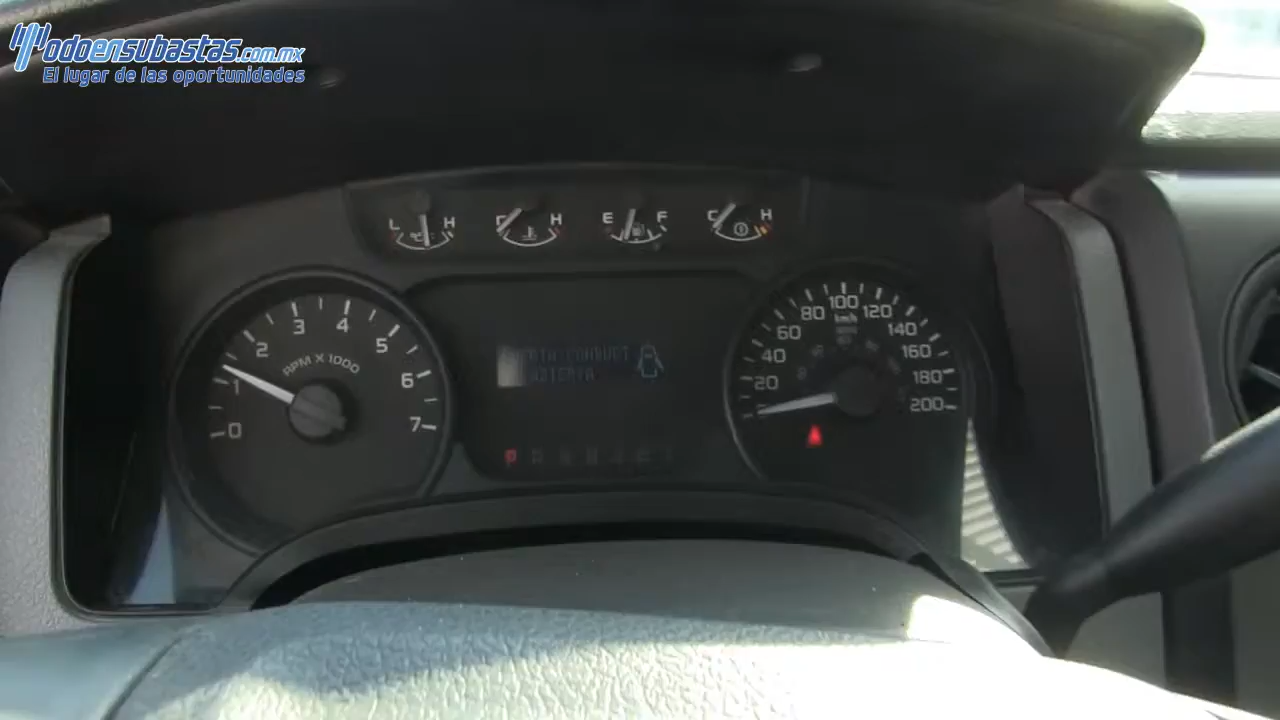 Modoensubastas.com.mx
El lugar de las oportunidades
L H
C H
E F
C H
0 1 2 3 4 5 6 7
RPM X 1000
20 40 60 80 100 120 140 160 180 200
km/h
P